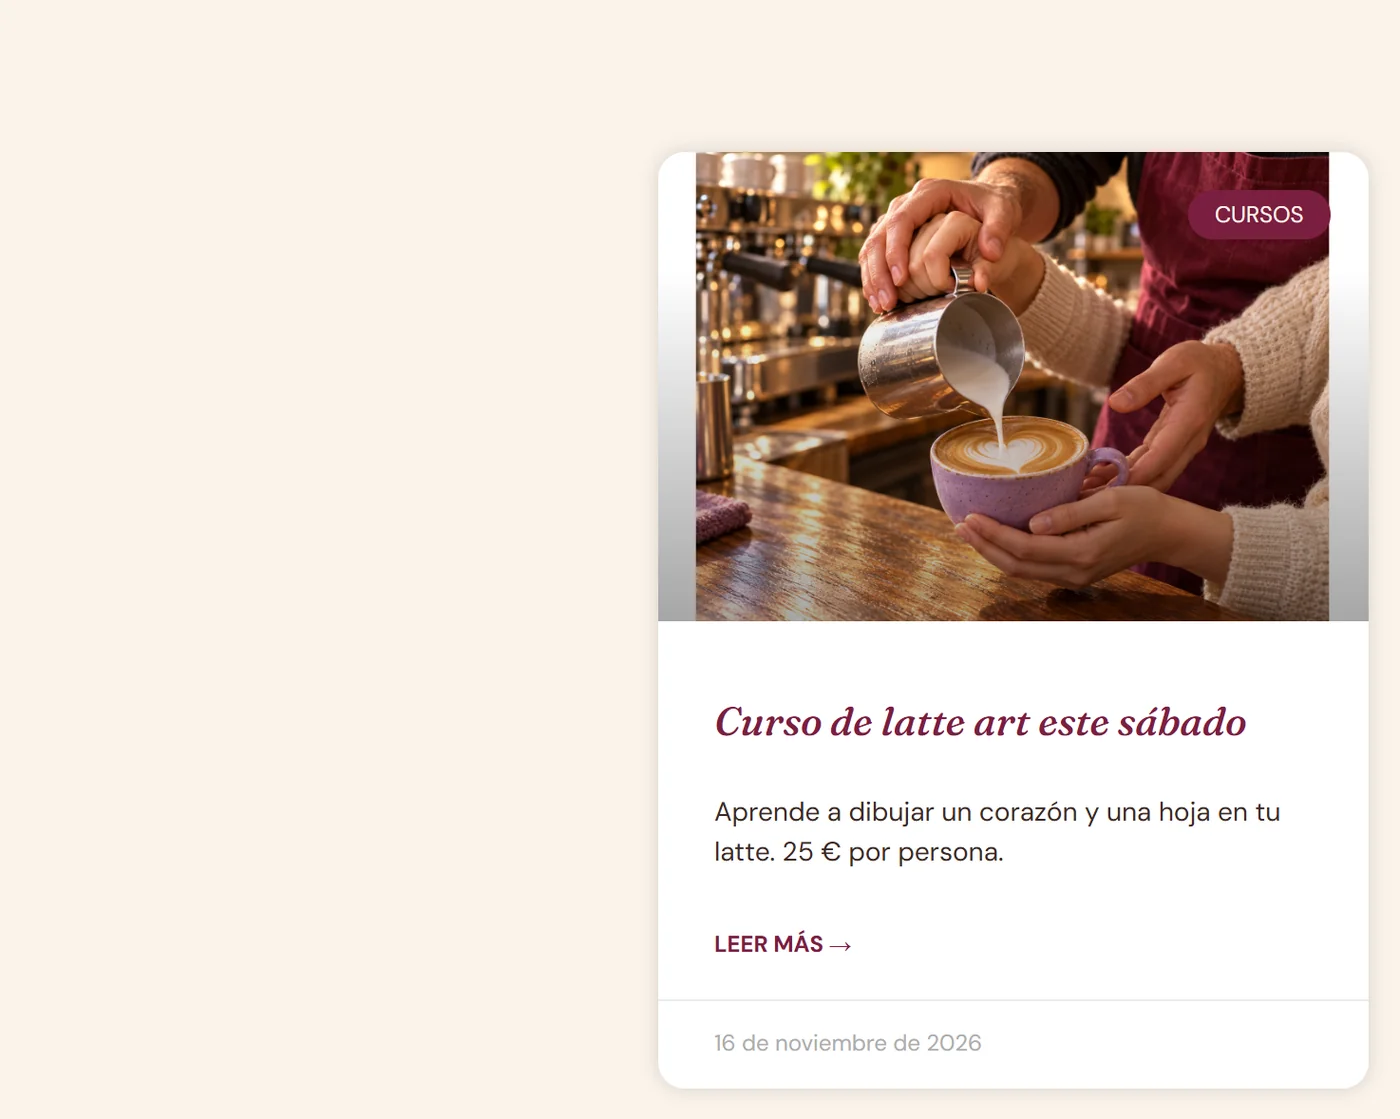 CURSOS
Curso de latte art este sábado
Aprende a dibujar un corazón y una hoja en tu
latte. 25 € por persona.
LEER MÁS →
16 de noviembre de 2026